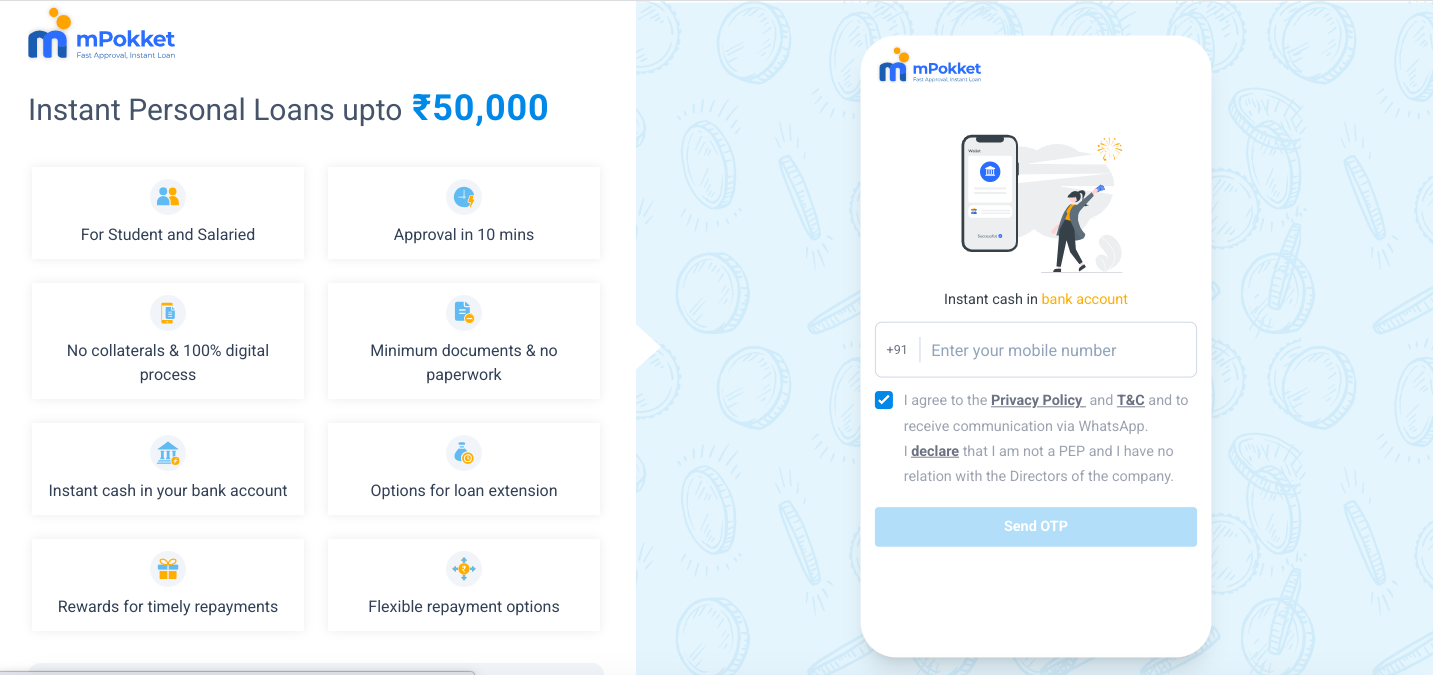 mPokket
Fast Approval, Instant Loan
Instant Personal Loans upto ₹50,000
For Student and Salaried
Approval in 10 mins
No collaterals & 100% digital
process
Minimum documents & no
paperwork
Instant cash in your bank account
Options for loan extension
Rewards for timely repayments
Flexible repayment options
mPokket
Fast Approval, Instant Loan
Wallet
Successful
Instant cash in bank account
+91 Enter your mobile number
I agree to the Privacy Policy and T&C and to
receive communication via WhatsApp.
I declare that I am not a PEP and I have no
relation with the Directors of the company.
Send OTP